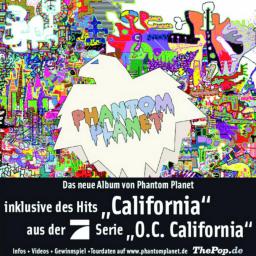 PHANTOM
PLANET
Das neue Album von Phantom Planet
inklusive des Hits „California“
aus der Serie „O.C. California“
Infos + Videos + Gewinnspiel +Tourdaten auf www.phantomplanet.de ThePop.de